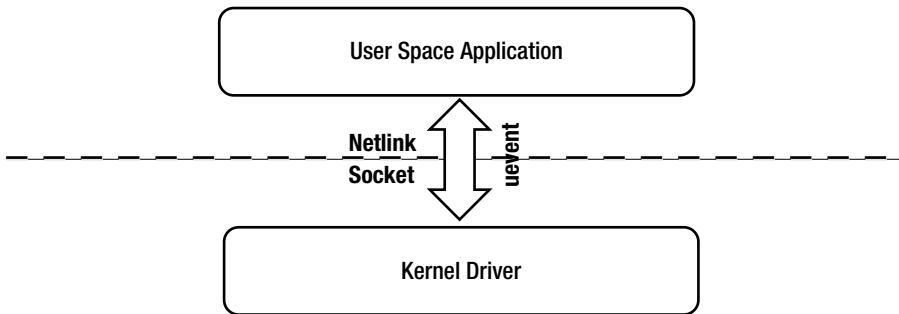 User Space Application
Netlink
Socket
uevent
Kernel Driver